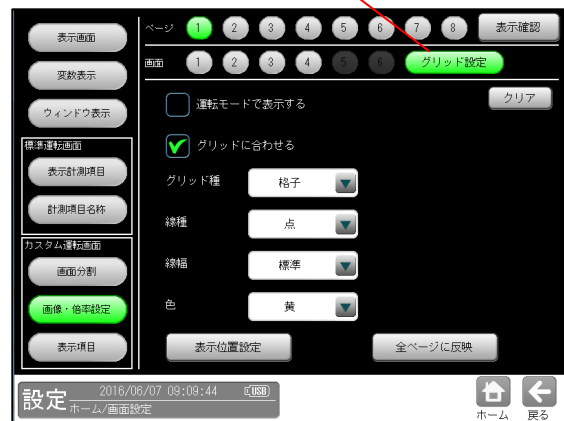 表示画面
変数表示
ウィンドウ表示
標準運転画面
表示計測項目
計測項目名称
カスタム運転画面
画面分割
画像・倍率設定
表示項目
ページ 1 2 3 4 5 6 7 8 表示確認
画面 1 2 3 4 5 6 グリッド設定
運転モードで表示する クリア
グリッドに合わせる
グリッド種 格子
線種 点
線幅 標準
色 黄
表示位置設定 全ページに反映
設定 2016/06/07 09:09:44 USB
ホーム/画面設定
ホーム 戻る